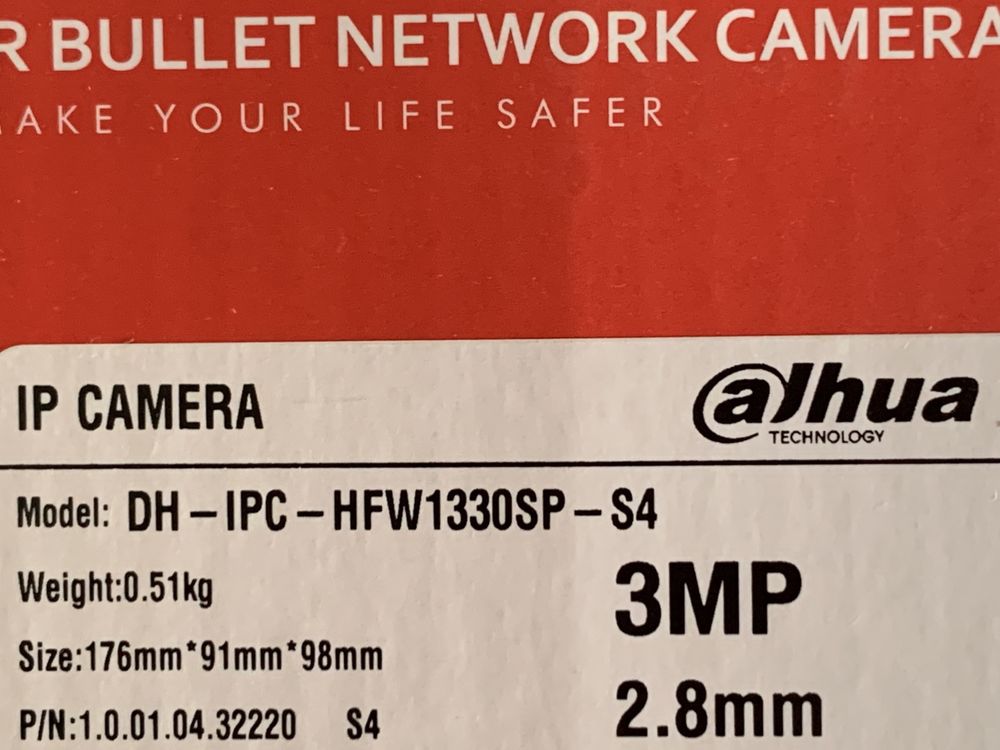 R BULLET NETWORK CAMERA
AKE YOUR LIFE SAFER
IP CAMERA
alhua
TECHNOLOGY
Model: DH-IPC-HFW1330SP-S4
Weight:0.51kg
3MP
Size:176mm*91mm*98mm
P/N:1.0.01.04.32220 S4
2.8mm